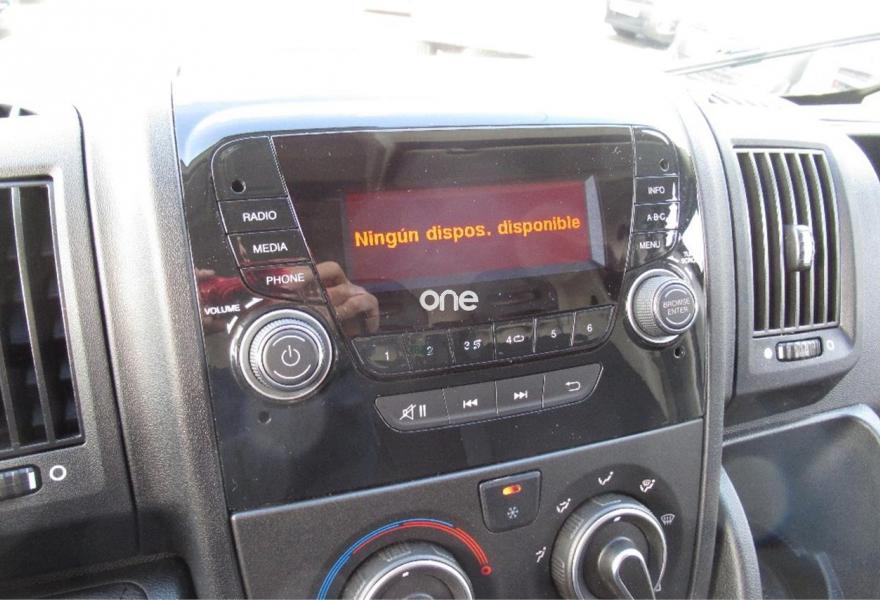 RADIO
MEDIA
PHONE
VOLUME
Ningún dispos. disponible
INFO
A-B-C
MENU
BROWSE
ENTER
one
1
2
3
4
5
6